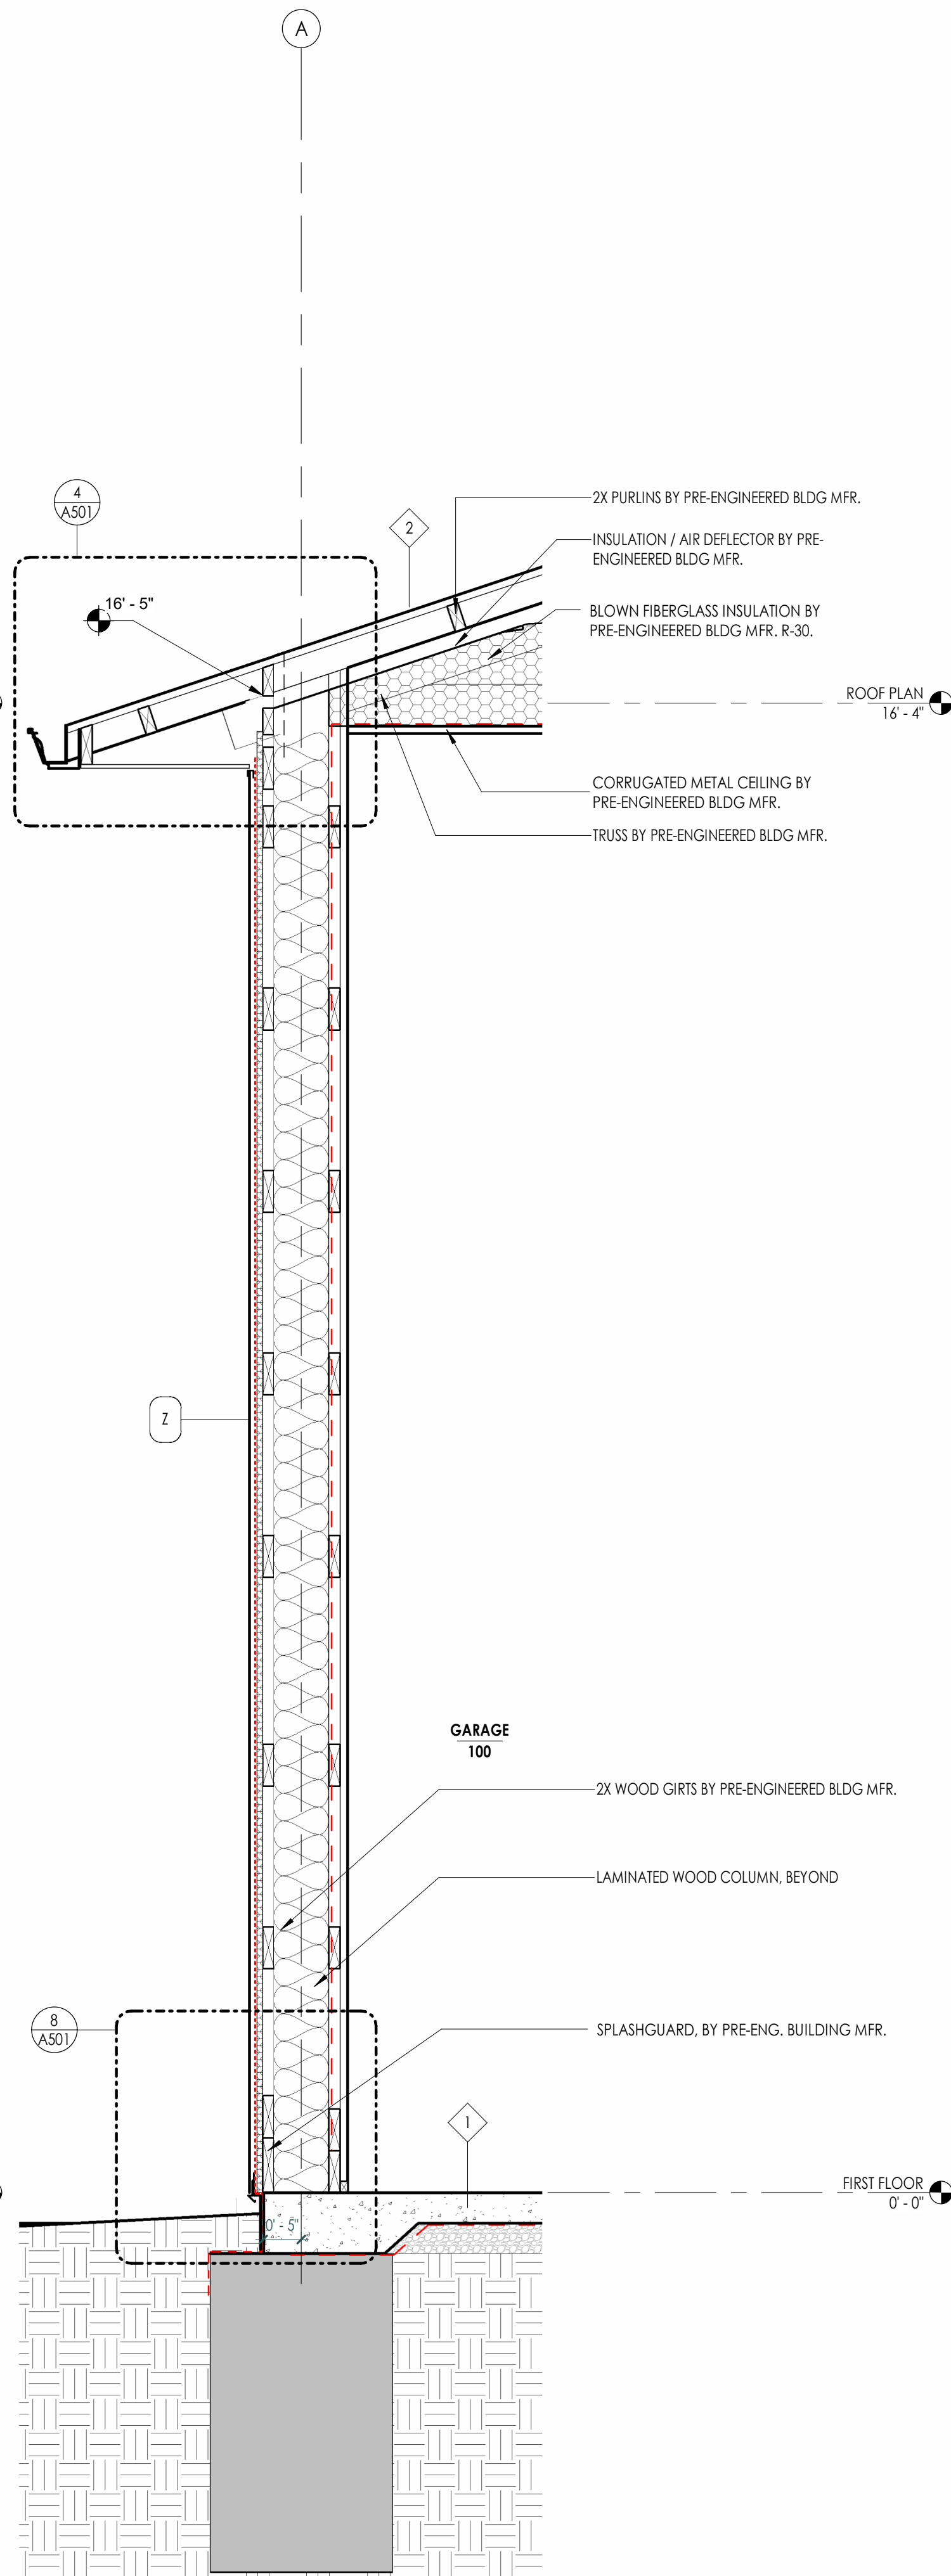 A
4
A501
2
2X PURLINS BY PRE-ENGINEERED BLDG MFR.
INSULATION / AIR DEFLECTOR BY PRE-
ENGINEERED BLDG MFR.
16' - 5"
BLOWN FIBERGLASS INSULATION BY
PRE-ENGINEERED BLDG MFR. R-30.
ROOF PLAN
16' - 4"
CORRUGATED METAL CEILING BY
PRE-ENGINEERED BLDG MFR.
TRUSS BY PRE-ENGINEERED BLDG MFR.
Z
GARAGE
100
2X WOOD GIRTS BY PRE-ENGINEERED BLDG MFR.
LAMINATED WOOD COLUMN, BEYOND
8
A501
SPLASHGUARD, BY PRE-ENG. BUILDING MFR.
1
FIRST FLOOR
0' - 0"
0' - 5"